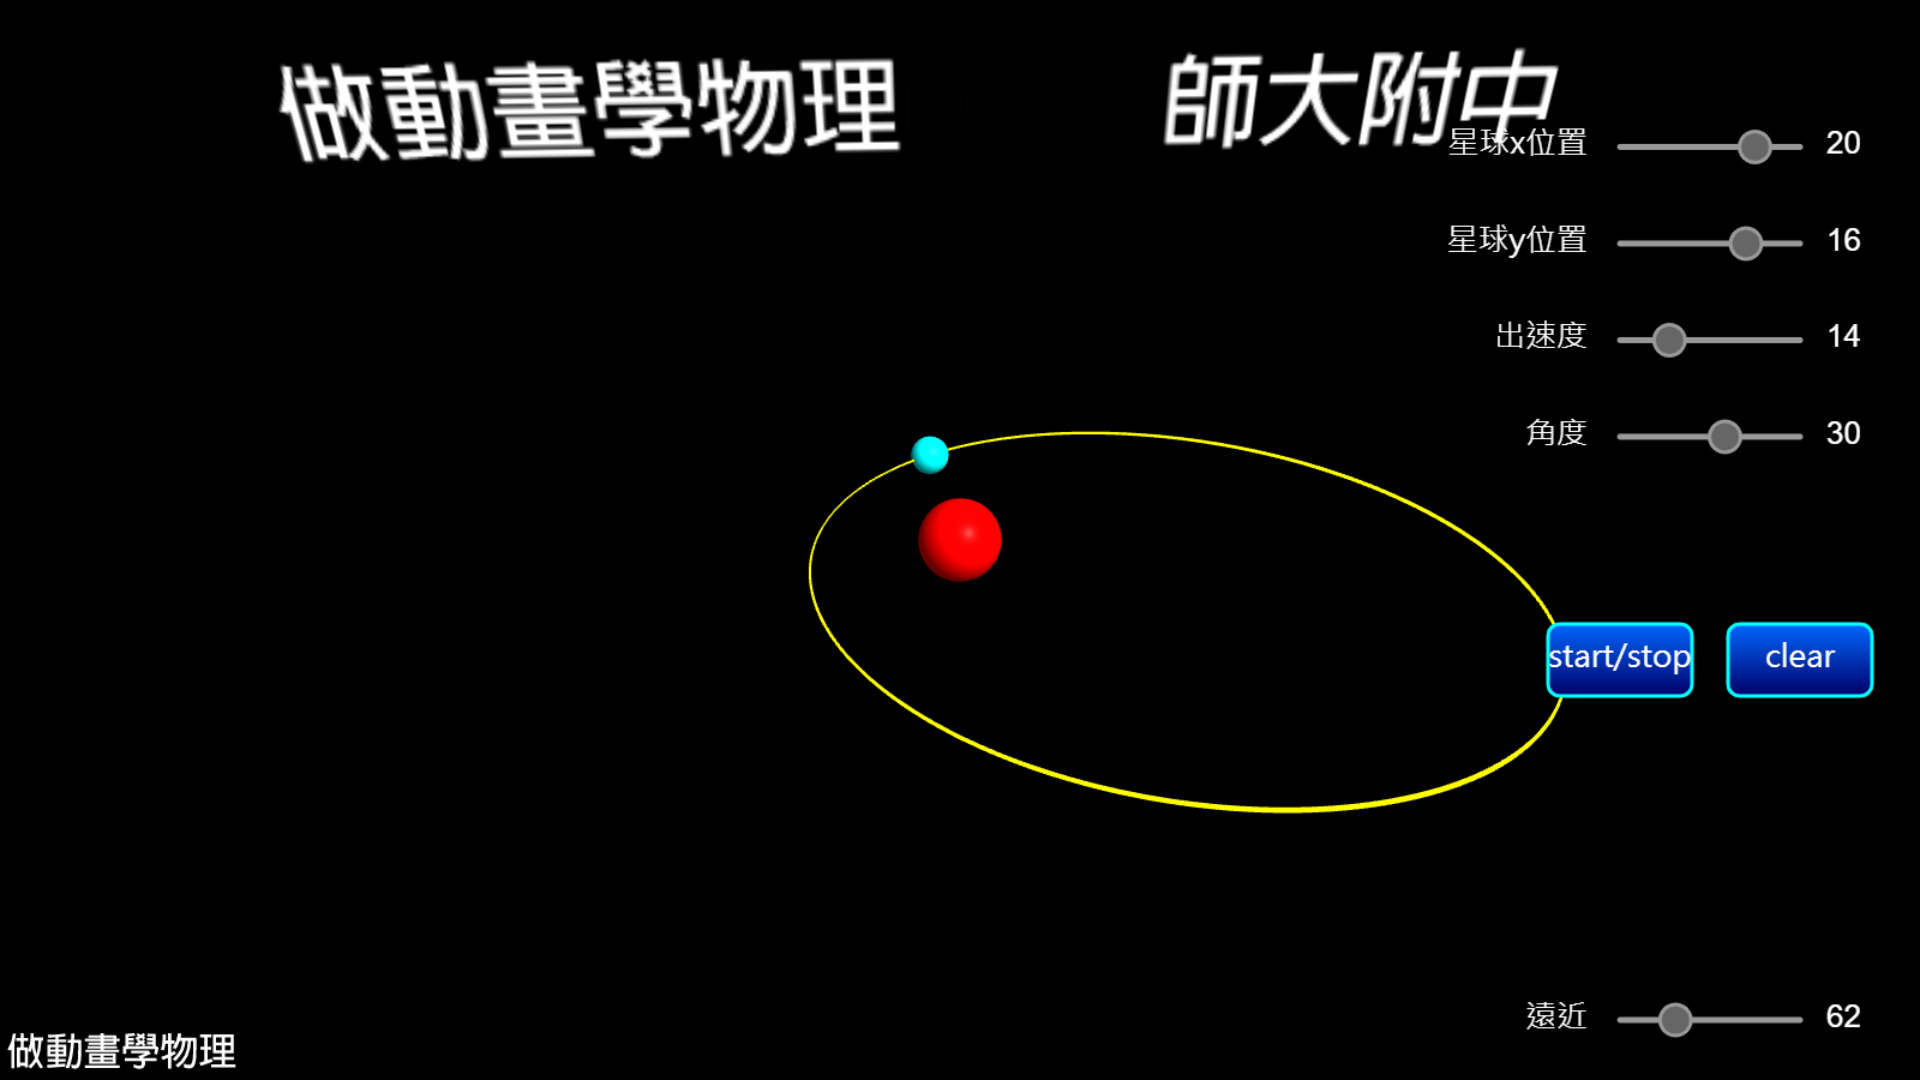 做動畫學物理 師大附中
星球x位置 20
星球y位置 16
出速度 14
角度 30
start/stop clear
遠近 62
做動畫學物理